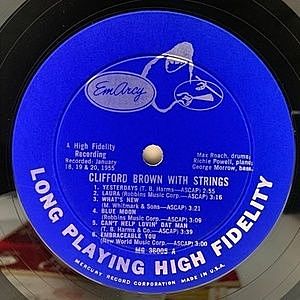 EmArcy
A High Fidelity
Recording
Recorded: January
18, 19 & 20, 1955
Max Roach, drums;
Richie Powell, piano;
George Morrow, bass.
CLIFFORD BROWN WITH STRINGS
1. YESTERDAYS (T. B. Harms—ASCAP) 2:55
2. LAURA (Robbins Music Corp.—ASCAP) 3:16
3. WHAT'S NEW
(M. Whitmark & Sons—ASCAP) 3:21
4. BLUE MOON
(Robbins Music Corp.—ASCAP) 3:09
5. CAN'T HELP LOVIN' DAT MAN
(T. B. Harms & Co.—ASCAP) 3:39
6. EMBRACEABLE YOU
(New World Music Corp.—ASCAP) 3:00
MG 36005 A
LONG PLAYING HIGH FIDELITY
MERCURY RECORD CORPORATION MADE IN U.S.A.